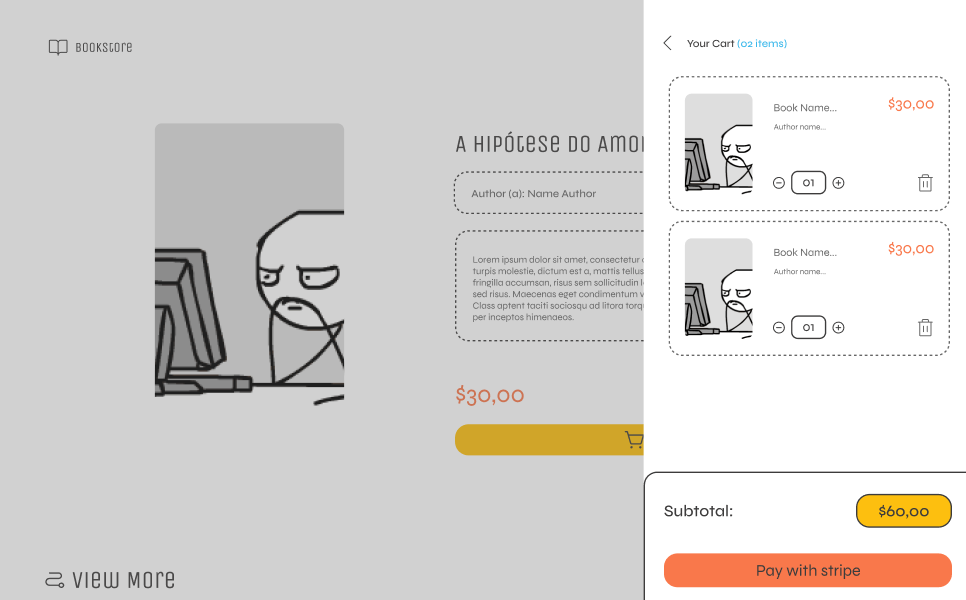 Bookstore
A Hipótese do Amor
Author (a): Name Author
Lorem ipsum dolor sit amet, consectetur
turpis molestie, dictum est a, mattis tellus
fringilla accumsan, risus sem sollicitudin
sed risus. Maecenas eget condimentum
Class aptent taciti sociosqu ad litora
per inceptos himenaeos.
$30,00
View More
Your Cart (02 items)
Book Name...
$30,00
Author name...
01
Book Name...
$30,00
Author name...
01
Subtotal:
$60,00
Pay with stripe